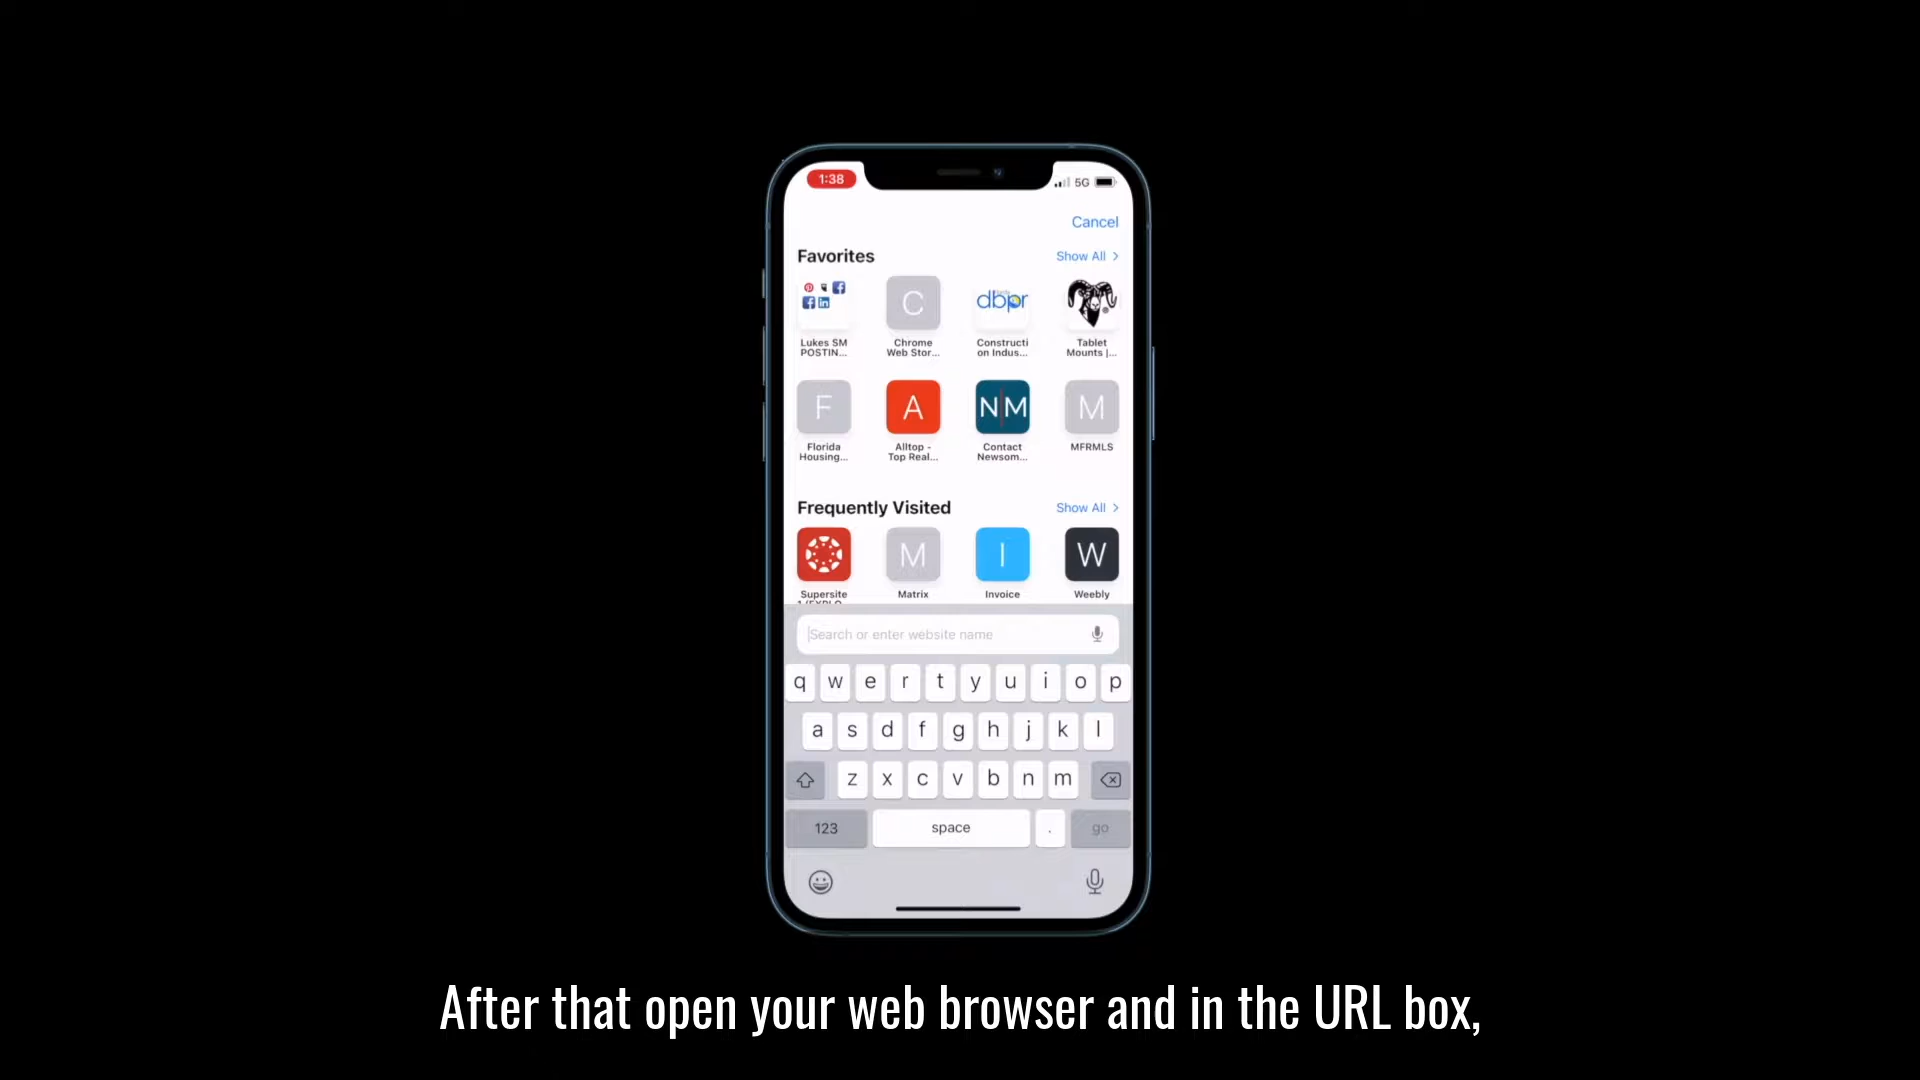 1:38
5G
Cancel
Favorites
Show All
C
dbpr
Lukes SM
POSTIN...
Chrome
Web Stor...
Constructi
on Indus...
Tablet
Mounts |...
F
A
N|M
M
Florida
Housing...
Alltop -
Top Real...
Contact
Newsom...
MFRMLS
Frequently Visited
Show All
M
I
W
Supersite
Matrix
Invoice
Weebly
Search or enter website name
q w e r t y u i o p
a s d f g h j k l
z x c v b n m
123
space
.
go
After that open your web browser and in the URL box,